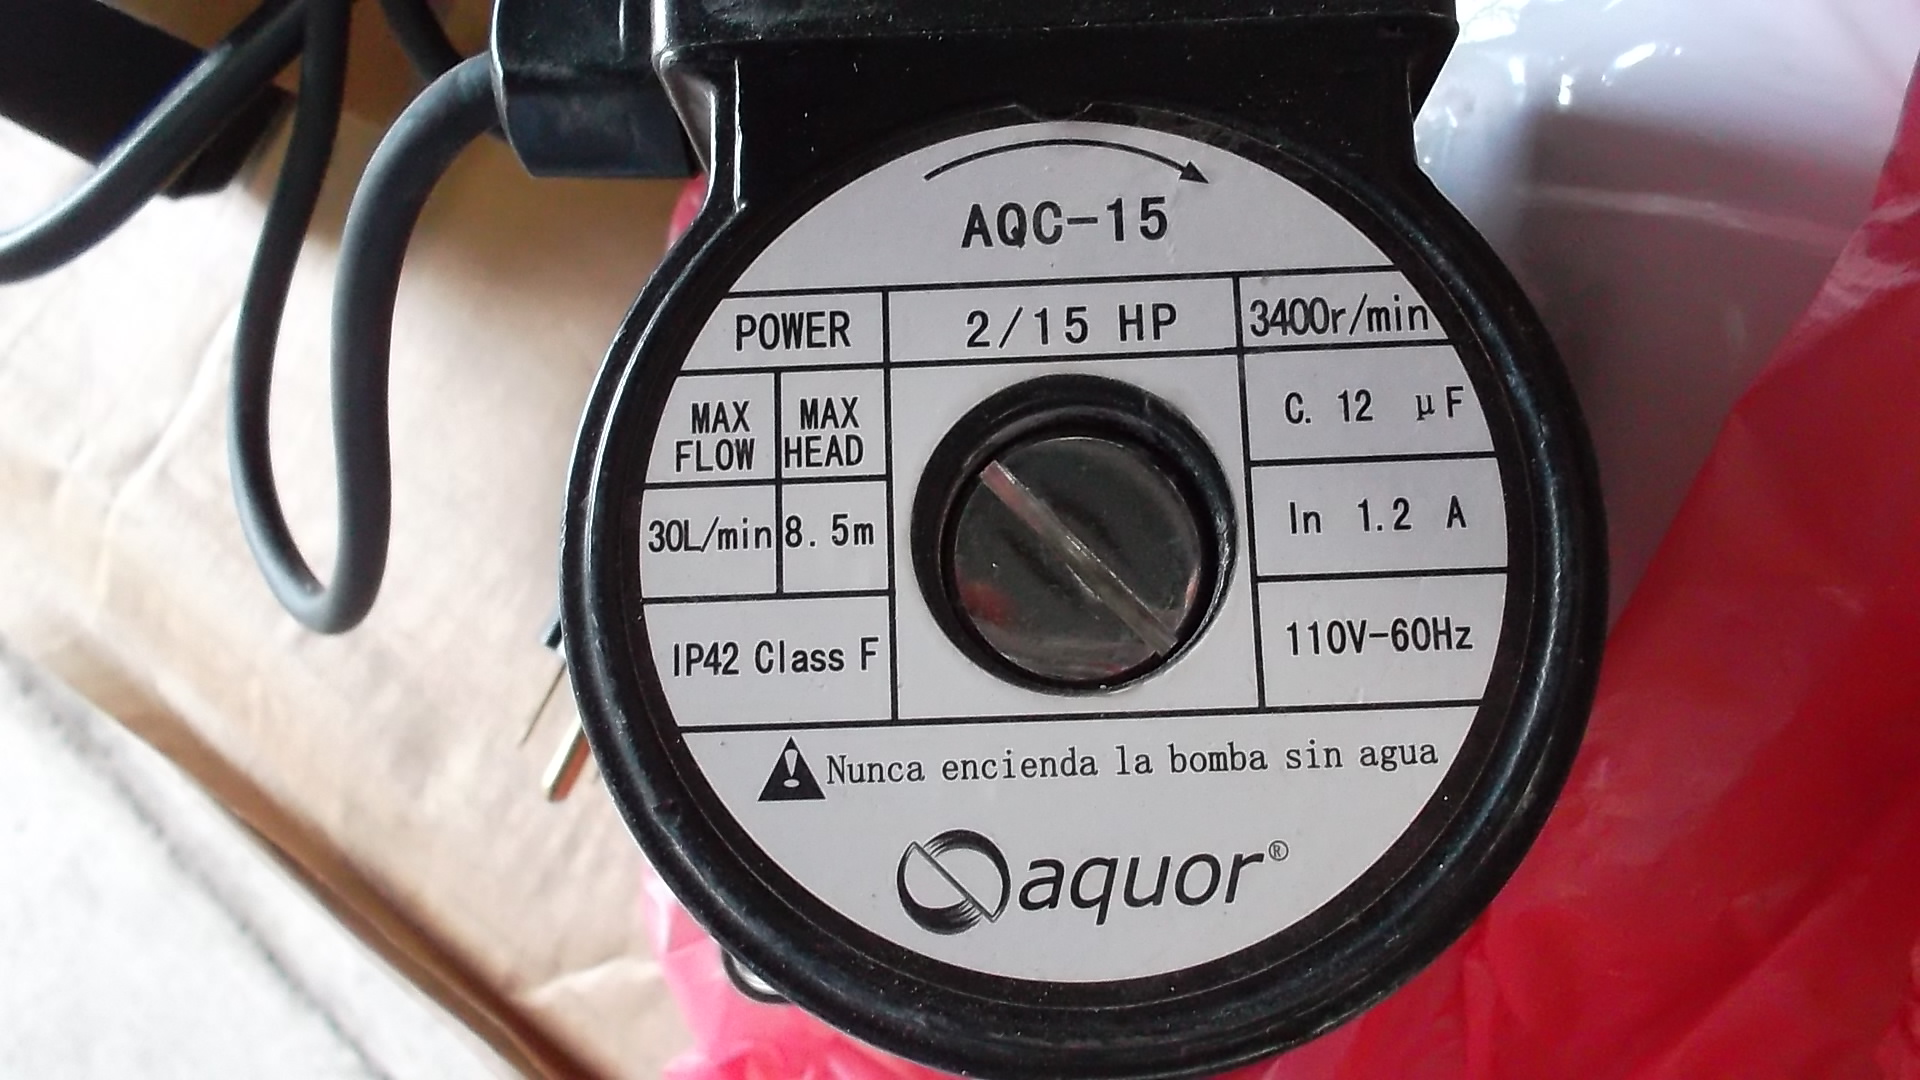 AQC-15
POWER
2/15 HP
3400r/min
MAX
FLOW
MAX
HEAD
C. 12 μF
30L/min
8.5m
In 1.2 A
IP42 Class F
110V-60Hz
Nunca encienda la bomba sin agua
aquor®